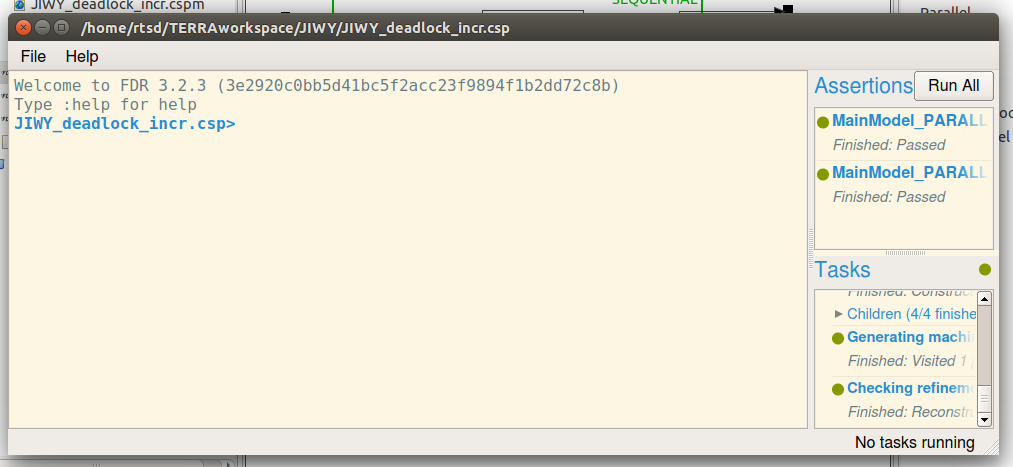 JIWY_deadlock_incr.cspm
SEQUENTIAL
Parallel
/home/rtsd/TERRAworkspace/JIWY/JIWY_deadlock_incr.csp
File Help
Welcome to FDR 3.2.3 (3e2920c0bb5d41bc5f2acc23f9894f1b2dd72c8b)
Type :help for help
JIWY_deadlock_incr.csp>
Assertions
Run All
MainModel_PARALL
Finished: Passed
MainModel_PARALL
Finished: Passed
Tasks
Finished: Constru
Children (4/4 finishe
Generating machi
Finished: Visited 1
Checking refinem
Finished: Reconstr
No tasks running